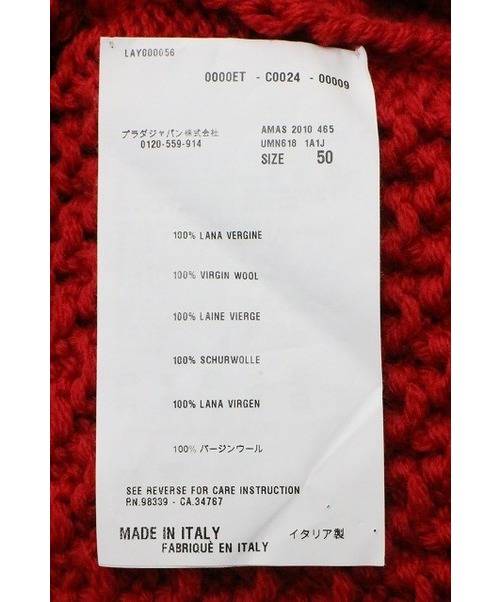 LAY000056
0000ET - C0024 - 00009
プラダジャパン株式会社
0120-559-914
AMAS 2010 465
UMN618 1A1J
SIZE 50
100% LANA VERGINE
100% VIRGIN WOOL
100% LAINE VIERGE
100% SCHURWOLLE
100% LANA VIRGEN
100% バージンウール
SEE REVERSE FOR CARE INSTRUCTION
P.N.98339 - CA.34767
MADE IN ITALY イタリア製
FABRIQUÈ EN ITALY